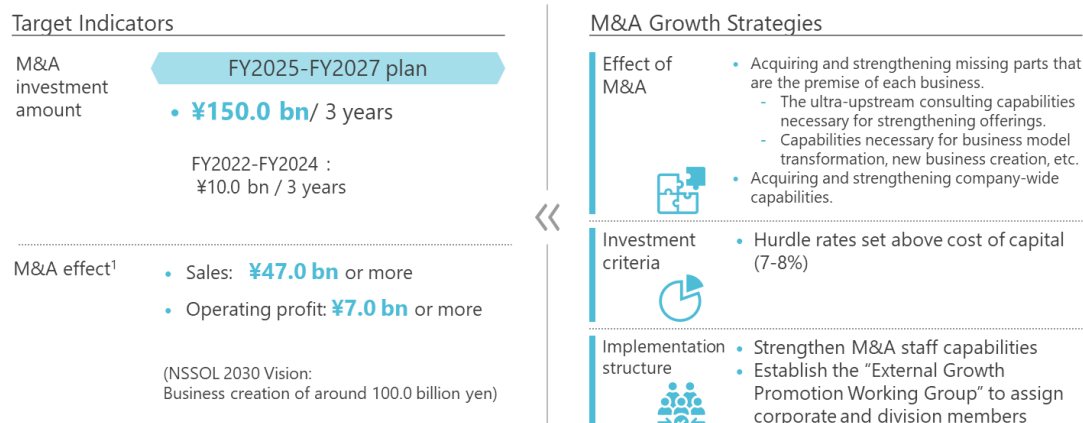 Target Indicators
M&A
investment
amount
FY2025-FY2027 plan
• ¥150.0 bn/ 3 years
FY2022-FY2024 :
¥10.0 bn / 3 years
M&A effect1
• Sales: ¥47.0 bn or more
• Operating profit: ¥7.0 bn or more
(NSSOL 2030 Vision:
Business creation of around 100.0 billion yen)
M&A Growth Strategies
Effect of
M&A
• Acquiring and strengthening missing parts that
are the premise of each business.
- The ultra-upstream consulting capabilities
necessary for strengthening offerings.
- Capabilities necessary for business model
transformation, new business creation, etc.
• Acquiring and strengthening company-wide
capabilities.
Investment
criteria
• Hurdle rates set above cost of capital
(7-8%)
Implementation
structure
• Strengthen M&A staff capabilities
• Establish the “External Growth
Promotion Working Group” to assign
corporate and division members